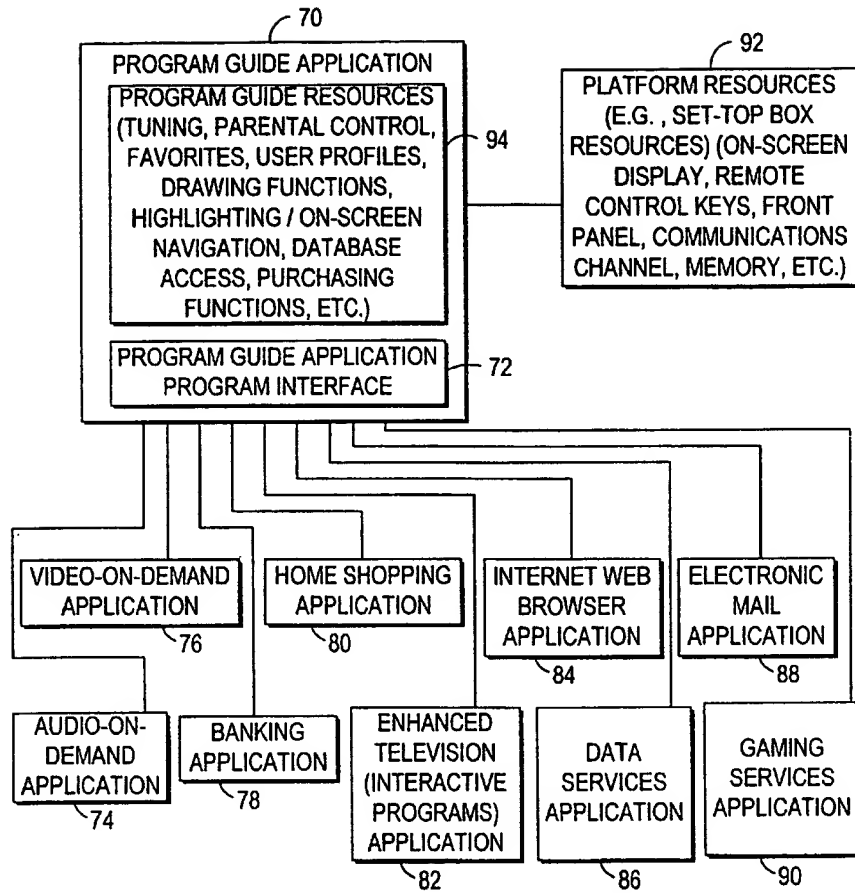 70
PROGRAM GUIDE APPLICATION
PROGRAM GUIDE RESOURCES
(TUNING, PARENTAL CONTROL,
FAVORITES, USER PROFILES,
DRAWING FUNCTIONS,
HIGHLIGHTING / ON-SCREEN
NAVIGATION, DATABASE
ACCESS, PURCHASING
FUNCTIONS, ETC.)
94
PROGRAM GUIDE APPLICATION
PROGRAM INTERFACE
72
92
PLATFORM RESOURCES
(E.G. , SET-TOP BOX
RESOURCES) (ON-SCREEN
DISPLAY, REMOTE
CONTROL KEYS, FRONT
PANEL, COMMUNICATIONS
CHANNEL, MEMORY, ETC.)
VIDEO-ON-DEMAND
APPLICATION
76
HOME SHOPPING
APPLICATION
80
INTERNET WEB
BROWSER
APPLICATION
84
ELECTRONIC
MAIL
APPLICATION
88
AUDIO-ON-
DEMAND
APPLICATION
74
BANKING
APPLICATION
78
ENHANCED
TELEVISION
(INTERACTIVE
PROGRAMS)
APPLICATION
82
DATA
SERVICES
APPLICATION
86
GAMING
SERVICES
APPLICATION
90